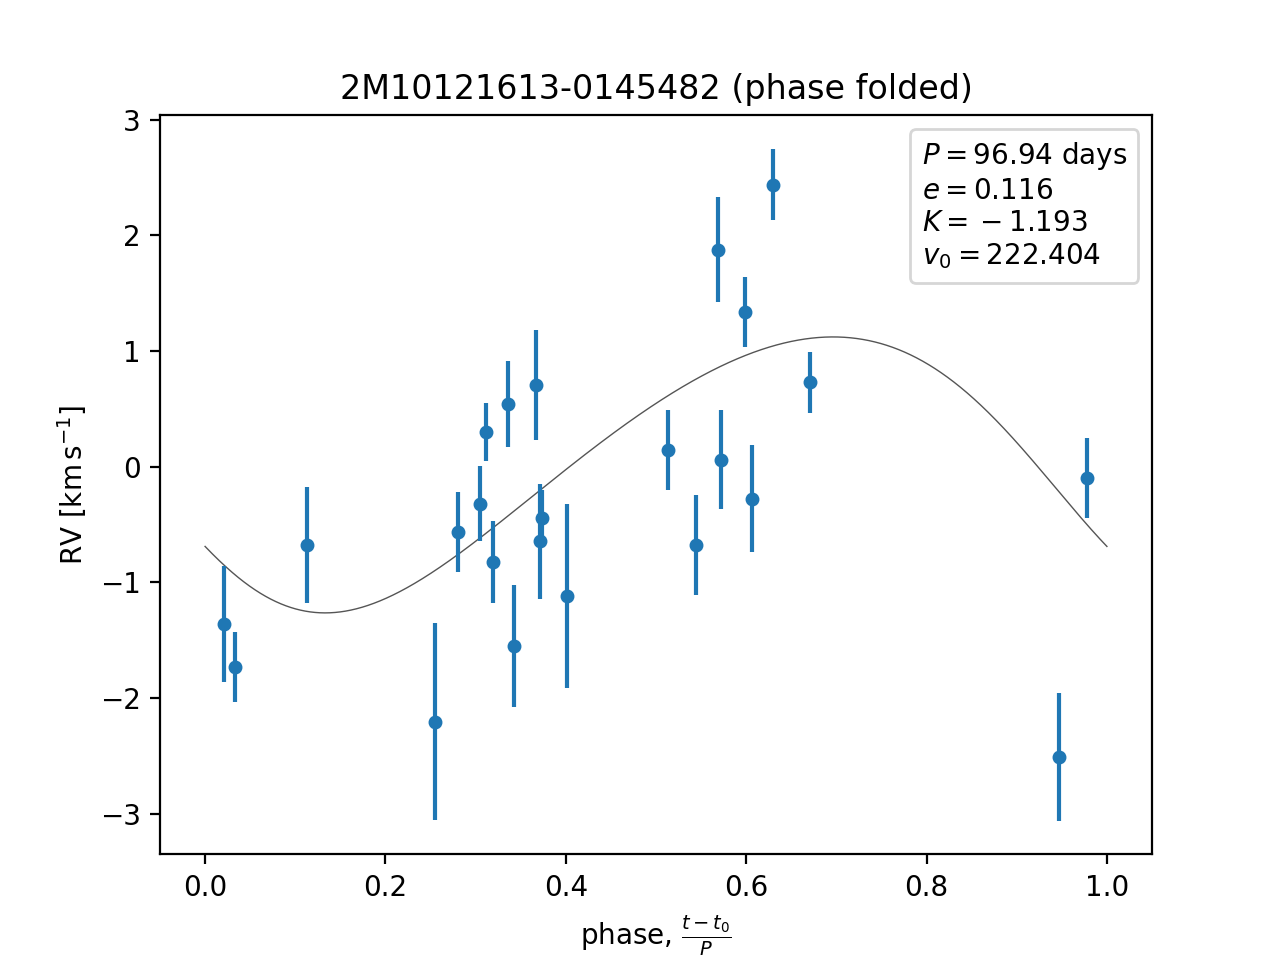 2M10121613-0145482 (phase folded)
P = 96.94 days
e = 0.116
K = −1.193
v₀ = 222.404
RV [km s⁻¹]
3
2
1
0
−1
−2
−3
0.0 0.2 0.4 0.6 0.8 1.0
phase, (t − t₀)/P